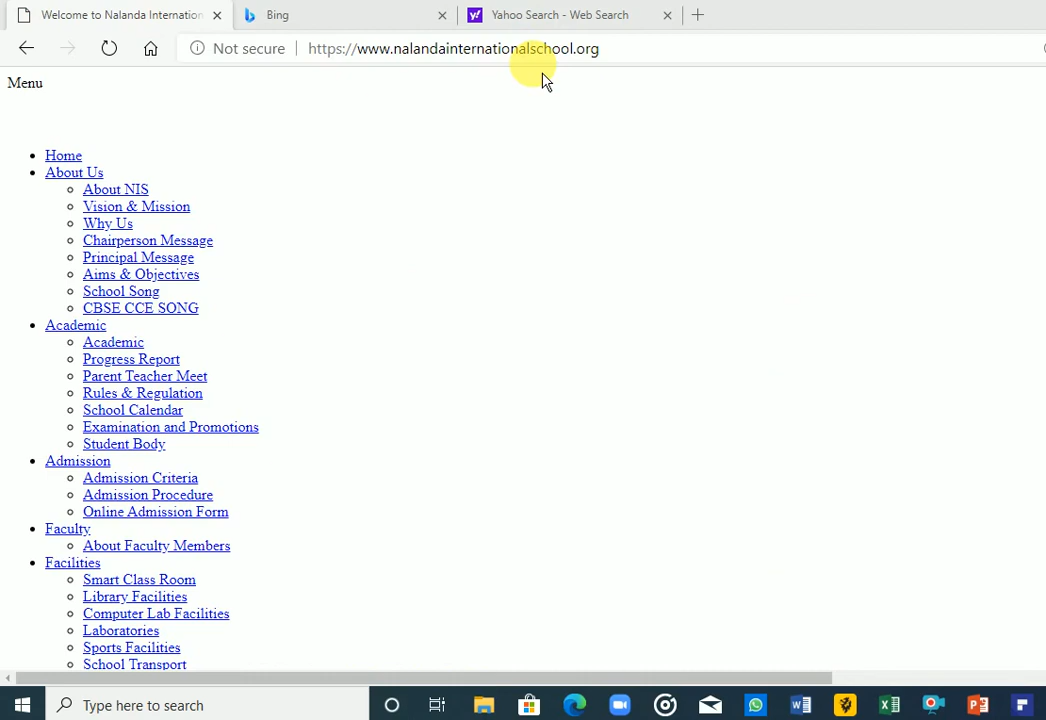 Welcome to Nalanda Internation
Bing
Yahoo Search - Web Search
Not secure
https://www.nalandainternationalschool.org
Menu
Home
About Us
About NIS
Vision & Mission
Why Us
Chairperson Message
Principal Message
Aims & Objectives
School Song
CBSE CCE SONG
Academic
Academic
Progress Report
Parent Teacher Meet
Rules & Regulation
School Calendar
Examination and Promotions
Student Body
Admission
Admission Criteria
Admission Procedure
Online Admission Form
Faculty
About Faculty Members
Facilities
Smart Class Room
Library Facilities
Computer Lab Facilities
Laboratories
Sports Facilities
School Transport
Type here to search